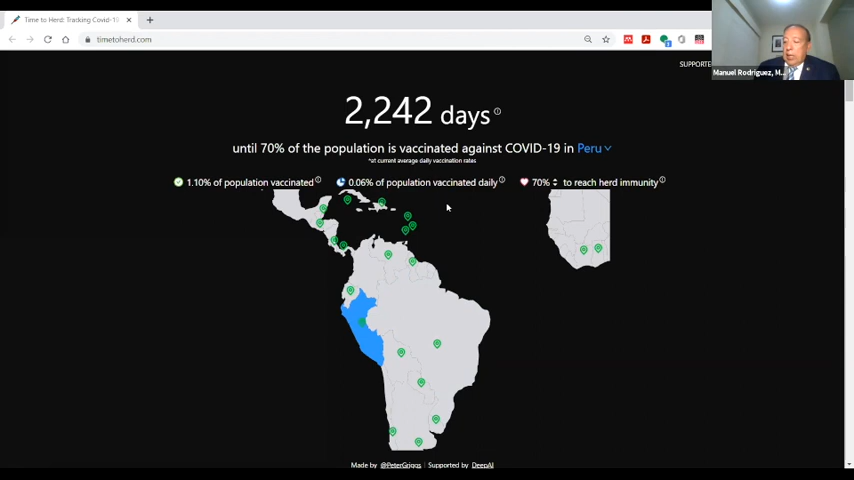 Time to Herd: Tracking Covid-19
timetoherd.com
SUPPORTE
Manuel Rodríguez, M...
2,242 days
until 70% of the population is vaccinated against COVID-19 in Peru
*at current average daily vaccination rates
1.10% of population vaccinated
0.06% of population vaccinated daily
70% to reach herd immunity
Made by @PeterGriggs | Supported by DeepAI